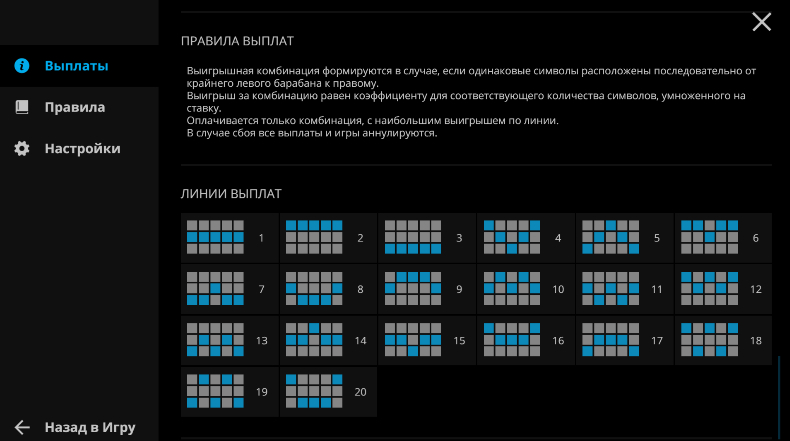 ПРАВИЛА ВЫПЛАТ
Выплаты
Выигрышная комбинация формируются в случае, если одинаковые символы расположены последовательно от
крайнего левого барабана к правому.
Выигрыш за комбинацию равен коэффициенту для соответствующего количества символов, умноженного на
ставку.
Оплачивается только комбинация, с наибольшим выигрышем по линии.
В случае сбоя все выплаты и игры аннулируются.
Правила
Настройки
ЛИНИИ ВЫПЛАТ
1 2 3 4 5 6
7 8 9 10 11 12
13 14 15 16 17 18
19 20
Назад в Игру